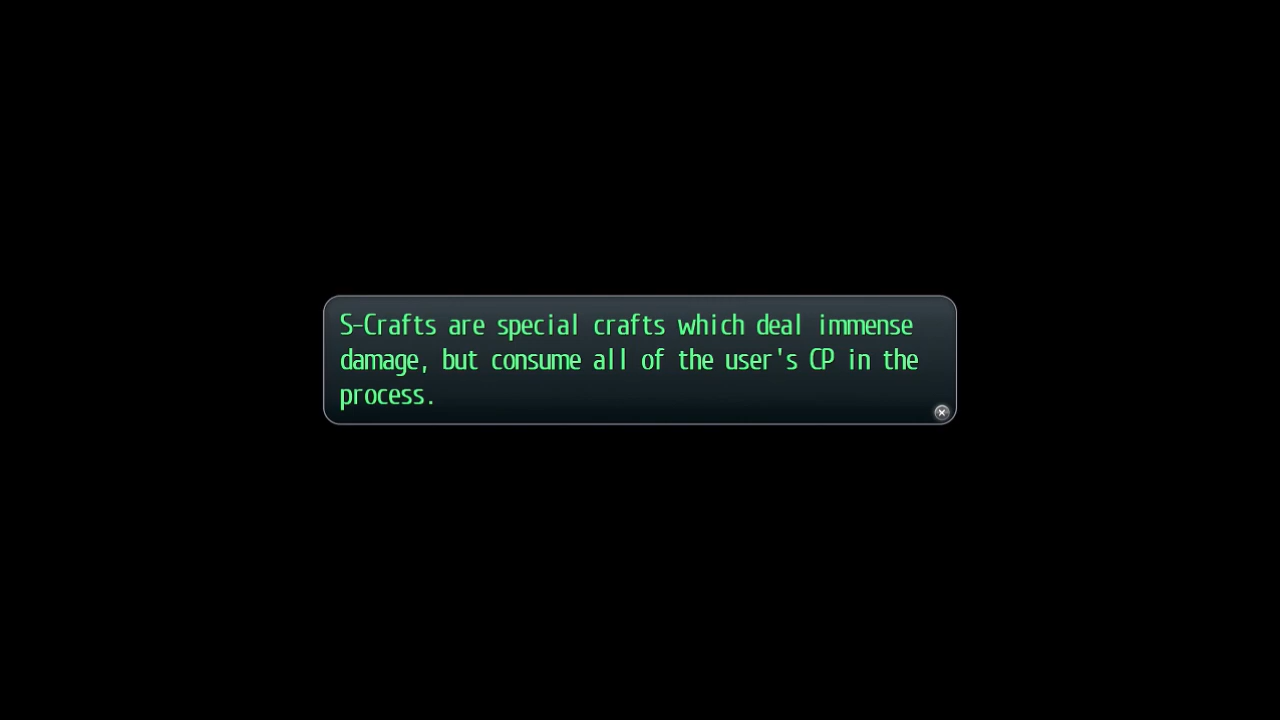 S-Crafts are special crafts which deal immense
damage, but consume all of the user's CP in the
process.